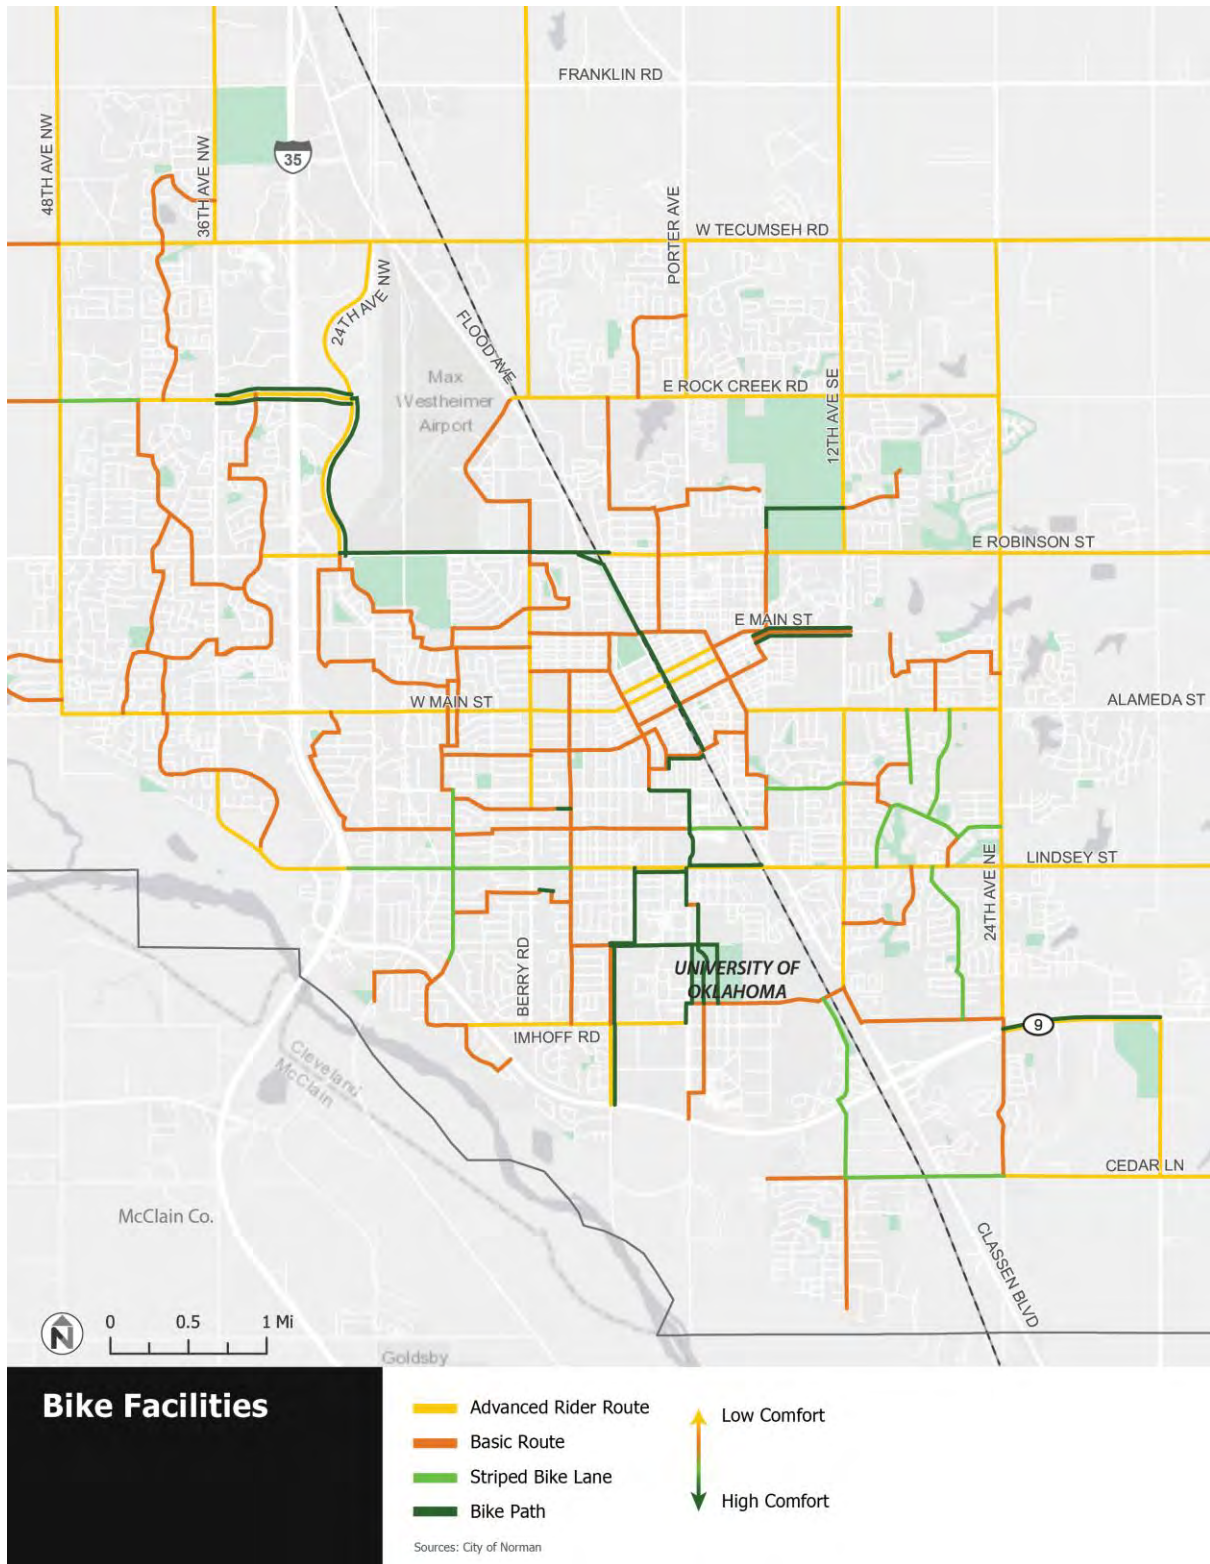 FRANKLIN RD
48TH AVE NW
36TH AVE NW
35
PORTER AVE
W TECUMSEH RD
24TH AVE NW
FLOOD AVE
Max
Westheimer
Airport
E ROCK CREEK RD
12TH AVE SE
E ROBINSON ST
E MAIN ST
W MAIN ST
ALAMEDA ST
LINDSEY ST
24TH AVE NE
BERRY RD
UNIVERSITY OF
OKLAHOMA
IMHOFF RD
9
Cleveland
McClain
CEDAR LN
McClain Co.
CLASSEN BLVD
N
0 0.5 1 Mi
Goldsby
Bike Facilities
Advanced Rider Route
Basic Route
Striped Bike Lane
Bike Path
Low Comfort
High Comfort
Sources: City of Norman